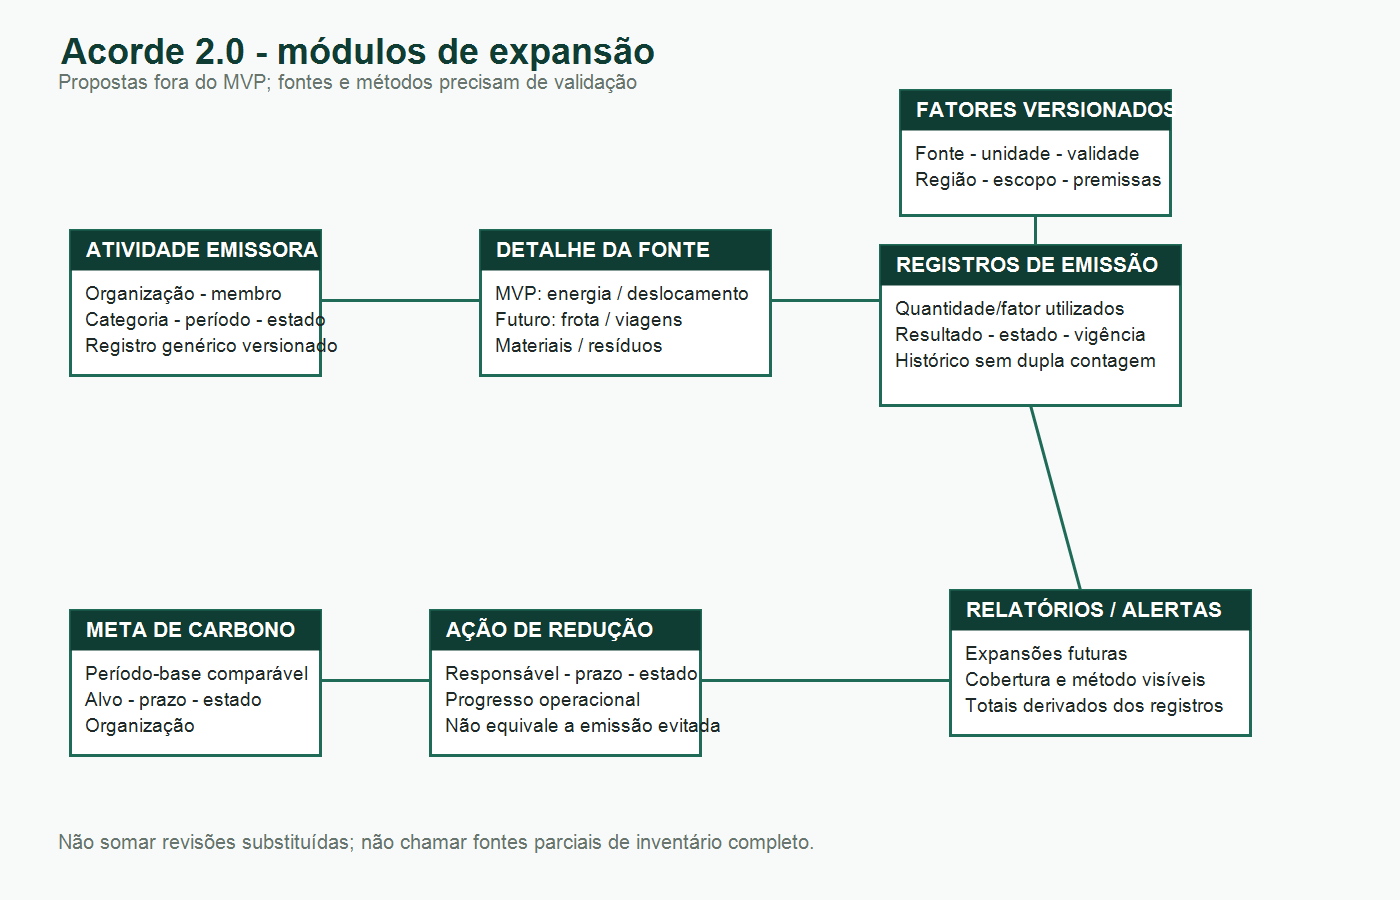 Acorde 2.0 - módulos de expansão
Propostas fora do MVP; fontes e métodos precisam de validação
FATORES VERSIONADOS
Fonte - unidade - validade
Região - escopo - premissas
ATIVIDADE EMISSORA
Organização - membro
Categoria - período - estado
Registro genérico versionado
DETALHE DA FONTE
MVP: energia / deslocamento
Futuro: frota / viagens
Materiais / resíduos
REGISTROS DE EMISSÃO
Quantidade/fator utilizados
Resultado - estado - vigência
Histórico sem dupla contagem
META DE CARBONO
Período-base comparável
Alvo - prazo - estado
Organização
AÇÃO DE REDUÇÃO
Responsável - prazo - estado
Progresso operacional
Não equivale a emissão evitada
RELATÓRIOS / ALERTAS
Expansões futuras
Cobertura e método visíveis
Totais derivados dos registros
Não somar revisões substituídas; não chamar fontes parciais de inventário completo.